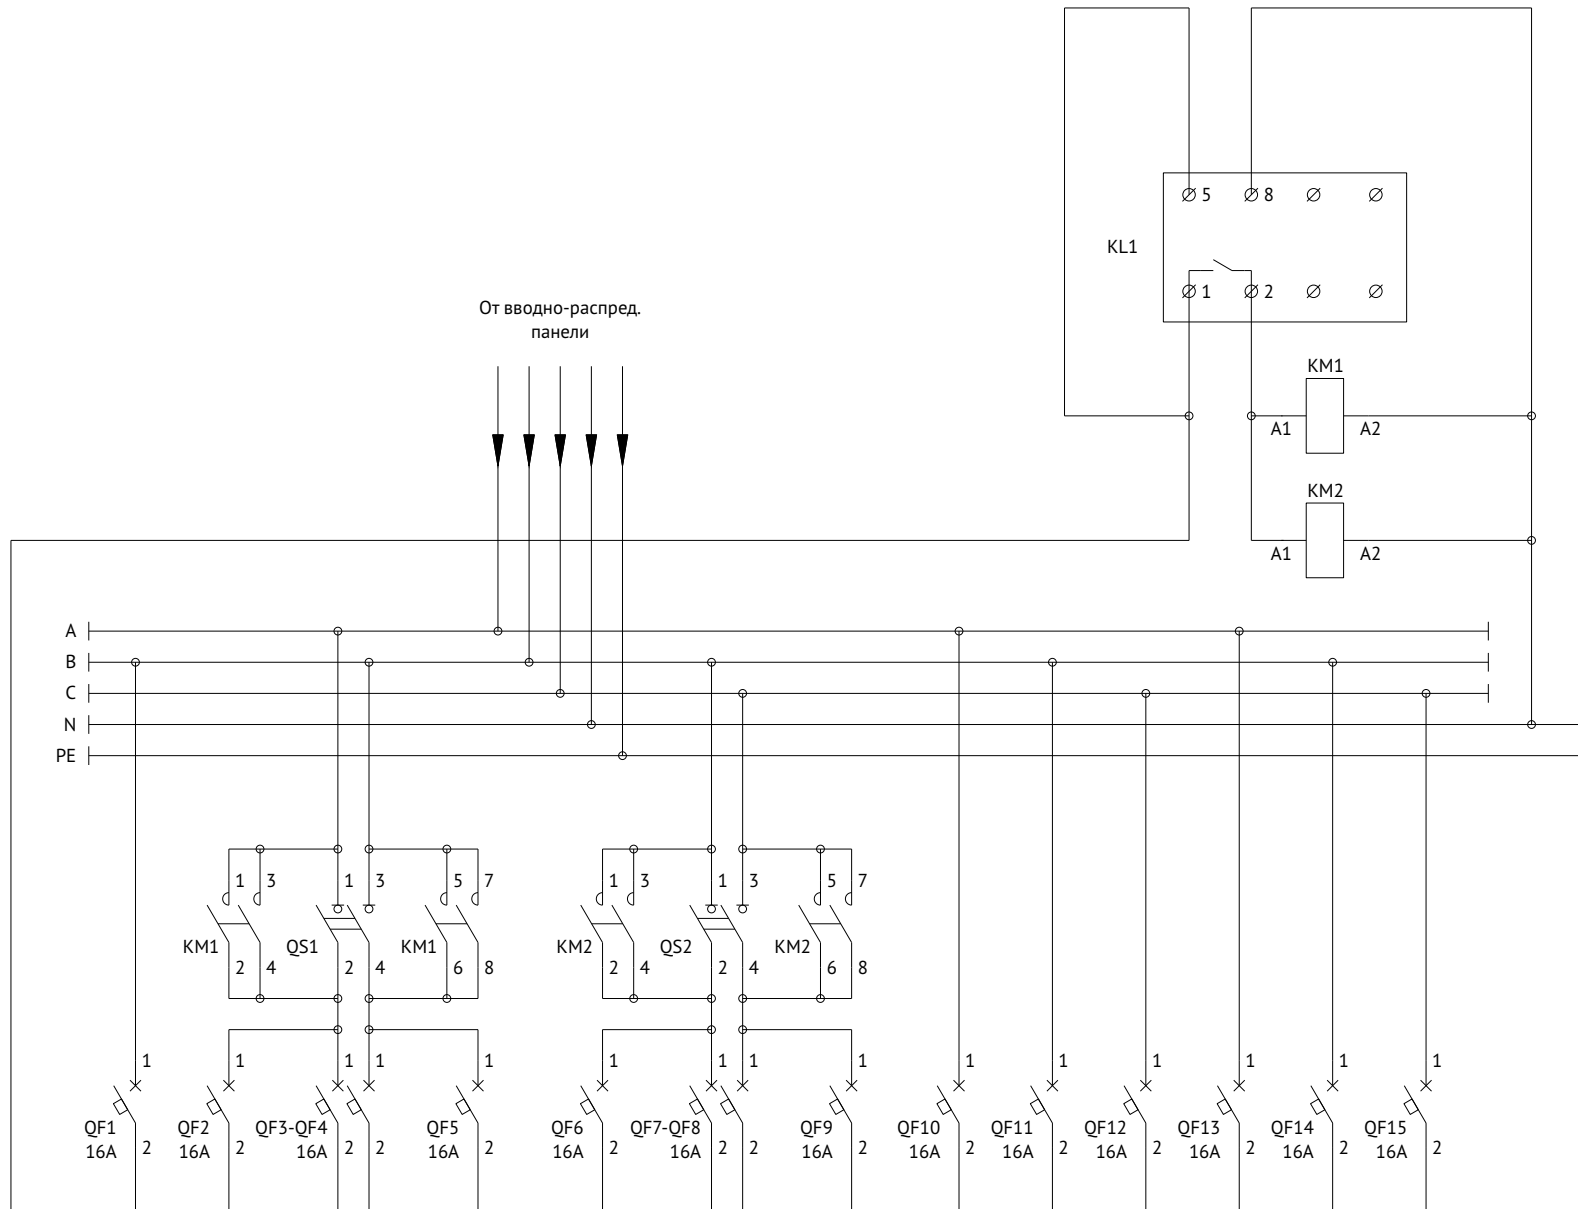 5 8
KL1
1 2
От вводно-распред.
панели
KM1
A1 A2
KM2
A1 A2
A
B
C
N
PE
1 3 1 3 5 7 1 3 1 3 5 7
KM1 QS1 KM1 KM2 QS2 KM2
2 4 2 4 6 8 2 4 2 4 6 8
1 1 1 1 1 1 1 1 1 1 1 1 1 1 1
QF1 QF2 QF3-QF4 QF5 QF6 QF7-QF8 QF9 QF10 QF11 QF12 QF13 QF14 QF15
16A 2 16A 2 16A 2 2 16A 2 16A 2 16A 2 2 16A 2 16A 2 16A 2 16A 2 16A 2 16A 2 16A 2